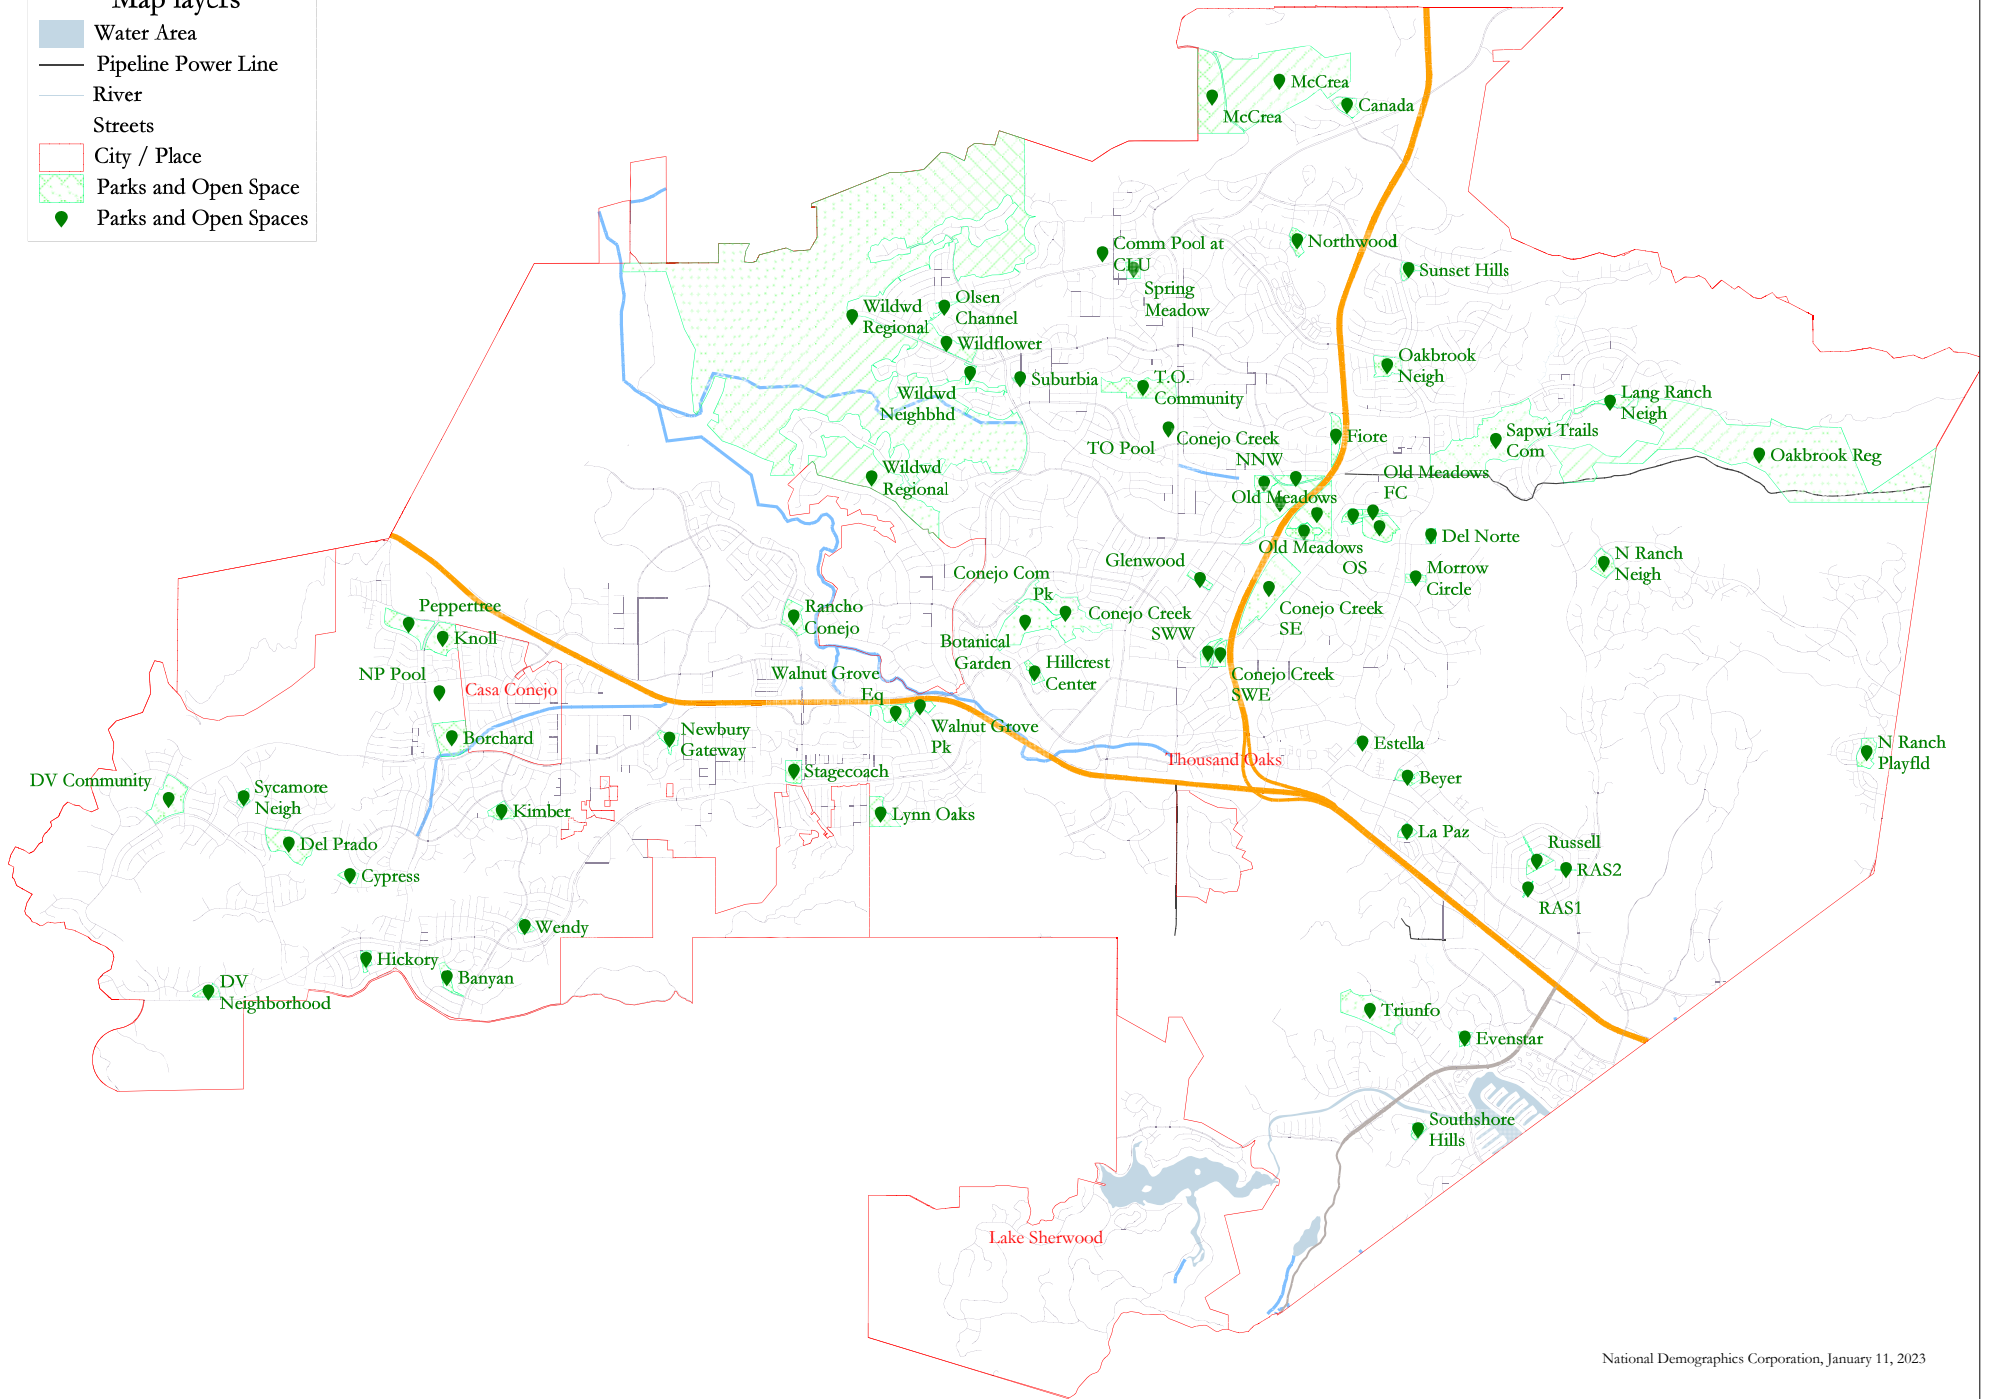 Map layers
Water Area
Pipeline Power Line
River
Streets
City / Place
Parks and Open Space
Parks and Open Spaces
McCrea
McCrea
Canada
Comm Pool at
CLU
Spring
Meadow
Northwood
Sunset Hills
Wildwd
Regional
Olsen
Channel
Wildflower
Wildwd
Neighbhd
Suburbia
T.O.
Community
Oakbrook
Neigh
Lang Ranch
Neigh
Sapwi Trails
Com
Oakbrook Reg
TO Pool
Conejo Creek
NNW
Fiore
Wildwd
Regional
Old Meadows
FC
Old Meadows
Old Meadows
OS
Del Norte
Morrow
Circle
N Ranch
Neigh
Glenwood
Conejo Com
Pk
Conejo Creek
SWW
Conejo Creek
SE
Botanical
Garden
Hillcrest
Center
Conejo Creek
SWE
Peppertree
Knoll
Rancho
Conejo
NP Pool
Casa Conejo
Walnut Grove
Eq
Walnut Grove
Pk
Borchard
Newbury
Gateway
Stagecoach
Thousand Oaks
Estella
Beyer
N Ranch
Playfld
DV Community
Sycamore
Neigh
Kimber
Lynn Oaks
La Paz
Del Prado
Cypress
Russell
RAS2
RAS1
Wendy
Hickory
Banyan
DV
Neighborhood
Triunfo
Evenstar
Southshore
Hills
Lake Sherwood
National Demographics Corporation, January 11, 2023